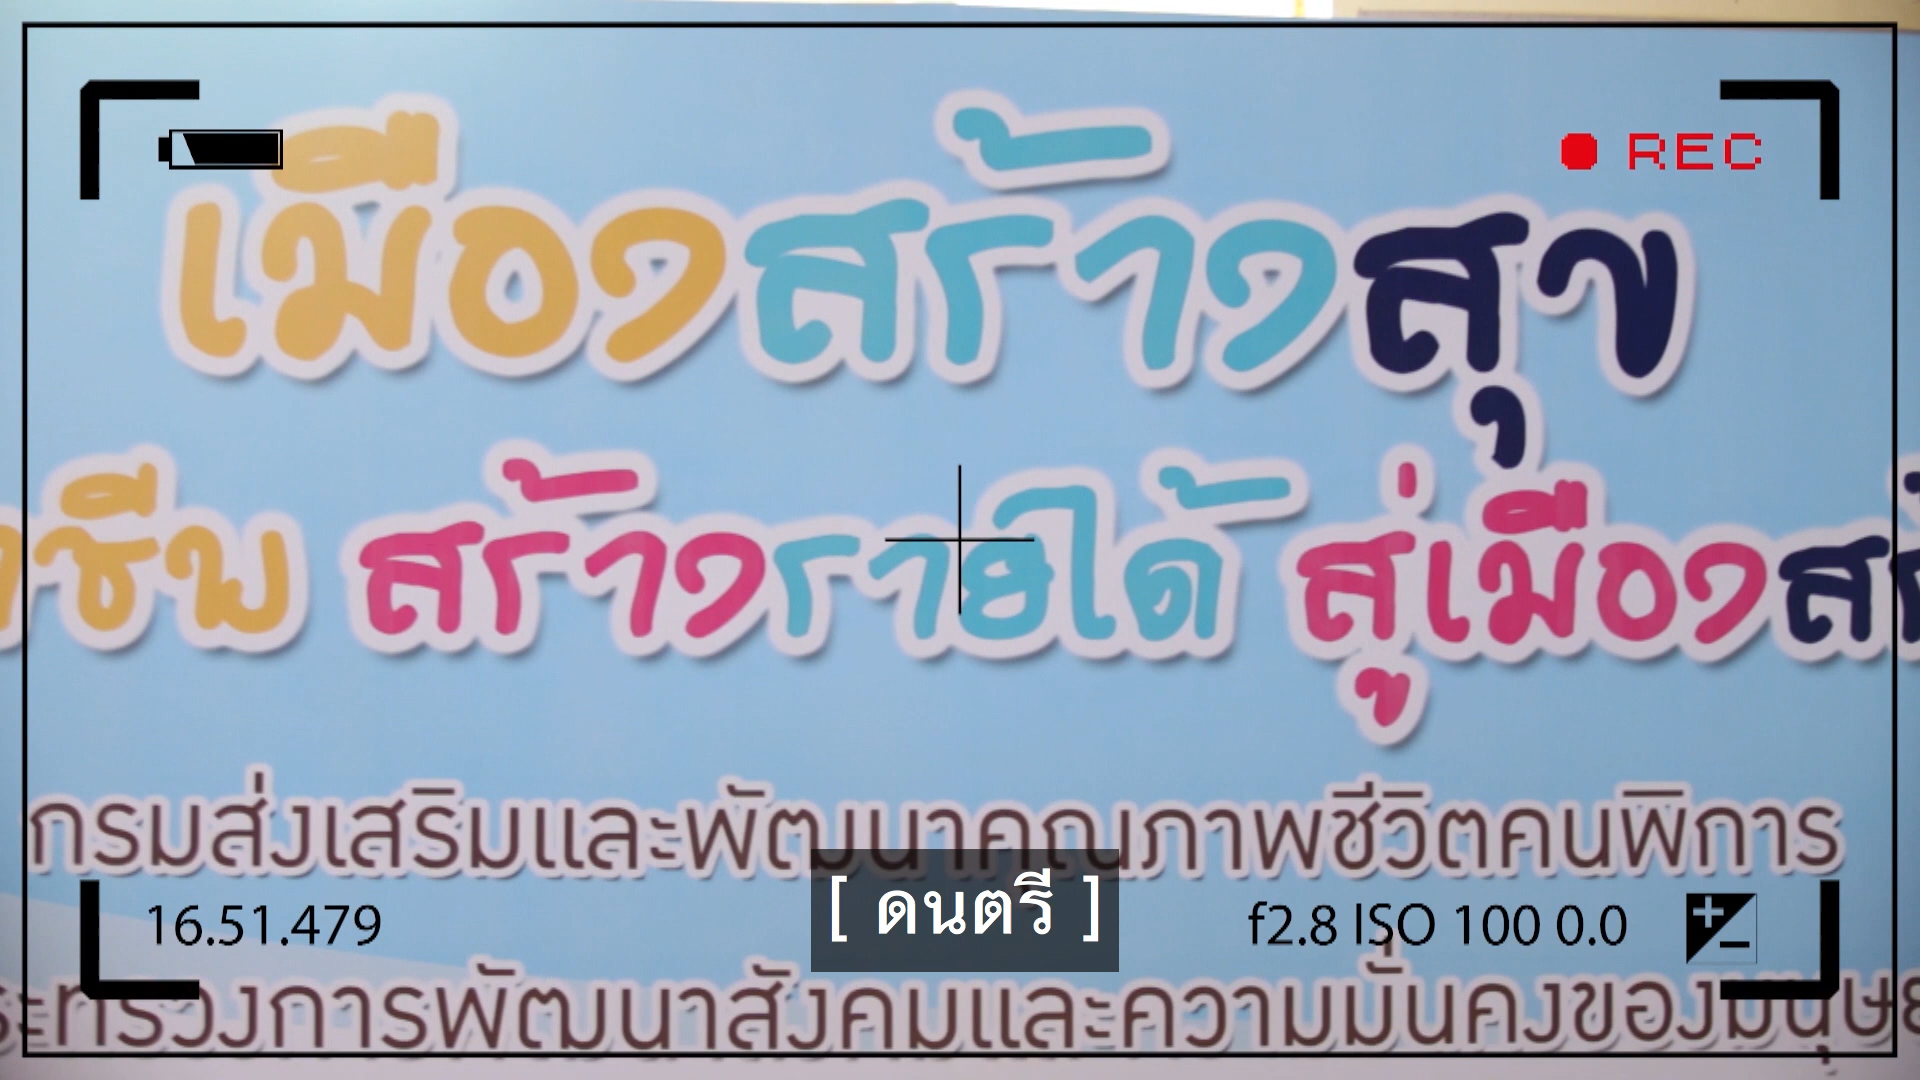 REC
เมืองสร้างสุข
ชีพ สร้างรายได้ สู่เมือง
กรมส่งเสริมและพัฒนาคุณภาพชีวิตคนพิการ
[ ดนตรี ]
16.51.479
f2.8 ISO 100 0.0
ะทรวงการพัฒนาสังคมและความมั่นคงของมนุษ